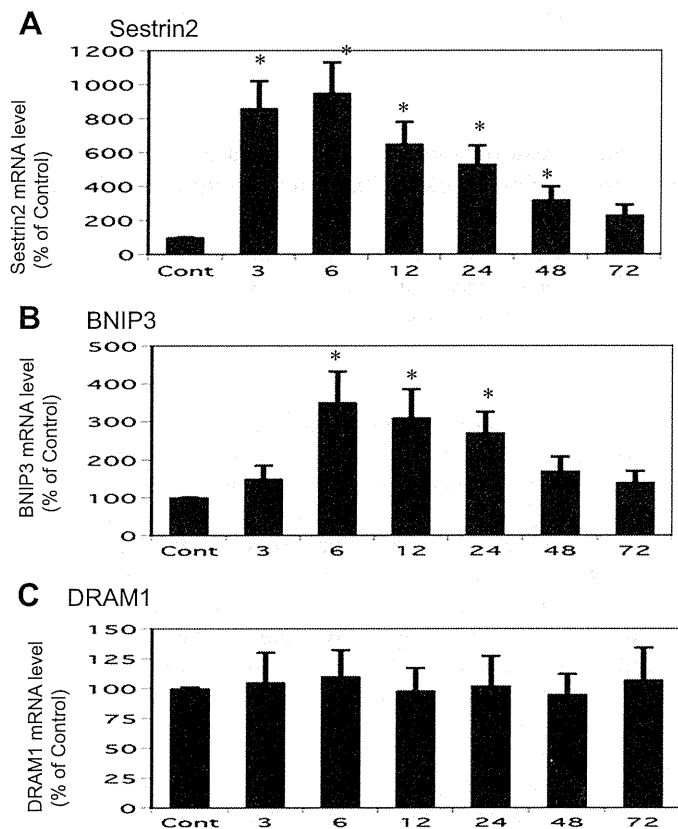 A Sestrin2
Sestrin2 mRNA level
(% of Control)
1200
1000
800
600
400
200
0
* * * * *
Cont 3 6 12 24 48 72
B BNIP3
BNIP3 mRNA level
(% of Control)
500
400
300
200
100
0
* * *
Cont 3 6 12 24 48 72
C DRAM1
DRAM1 mRNA level
(% of Control)
150
125
100
75
50
25
0
Cont 3 6 12 24 48 72